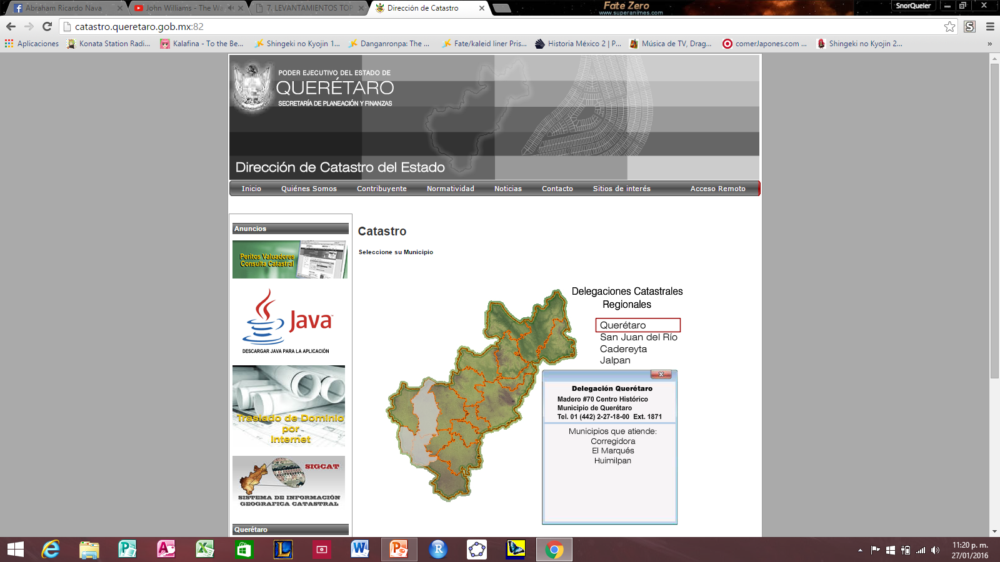 Abraham Ricardo Nava
John Williams - The Wa
7. LEVANTAMIENTOS TOP
Dirección de Catastro
Fate Zero
www.superanimes.com
SnorQueler
catastro.queretaro.gob.mx:82
Aplicaciones
Konata Station Radi...
Kalafina - To the Be...
Shingeki no Kyojin 1...
Danganronpa: The ...
Fate/kaleid liner Pris...
Historia México 2 | P...
Música de TV, Drag...
comerJapones.com ...
Shingeki no Kyojin 2...
»
PODER EJECUTIVO DEL ESTADO DE
QUERÉTARO
SECRETARÍA DE PLANEACIÓN Y FINANZAS
Dirección de Catastro del Estado
Inicio
Quiénes Somos
Contribuyente
Normatividad
Noticias
Contacto
Sitios de interés
Acceso Remoto
Anuncios
Peritos Valuadores
Consulta Catastral
Java
DESCARGAR JAVA PARA LA APLICACIÓN
Traslado de Dominio
por
Internet
SIGCAT
SISTEMA DE INFORMACIÓN
GEOGRAFICA CATASTRAL
Querétaro
Catastro
Seleccione su Municipio
Delegaciones Catastrales
Regionales
Querétaro
San Juan del Río
Cadereyta
Jalpan
Delegación Querétaro
Madero #70 Centro Histórico
Municipio de Querétaro
Tel. 01 (442) 2-27-18-00 Ext. 1871
Municipios que atiende:
Corregidora
El Marqués
Huimilpan
11:20 p. m.
27/01/2016